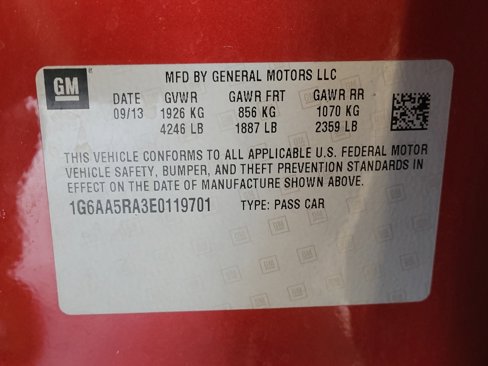 GM
MFD BY GENERAL MOTORS LLC
DATE GVWR GAWR FRT GAWR RR
09/13 1926 KG 856 KG 1070 KG
4246 LB 1887 LB 2359 LB
THIS VEHICLE CONFORMS TO ALL APPLICABLE U.S. FEDERAL MOTOR
VEHICLE SAFETY, BUMPER, AND THEFT PREVENTION STANDARDS IN
EFFECT ON THE DATE OF MANUFACTURE SHOWN ABOVE.
1G6AA5RA3E0119701 TYPE: PASS CAR